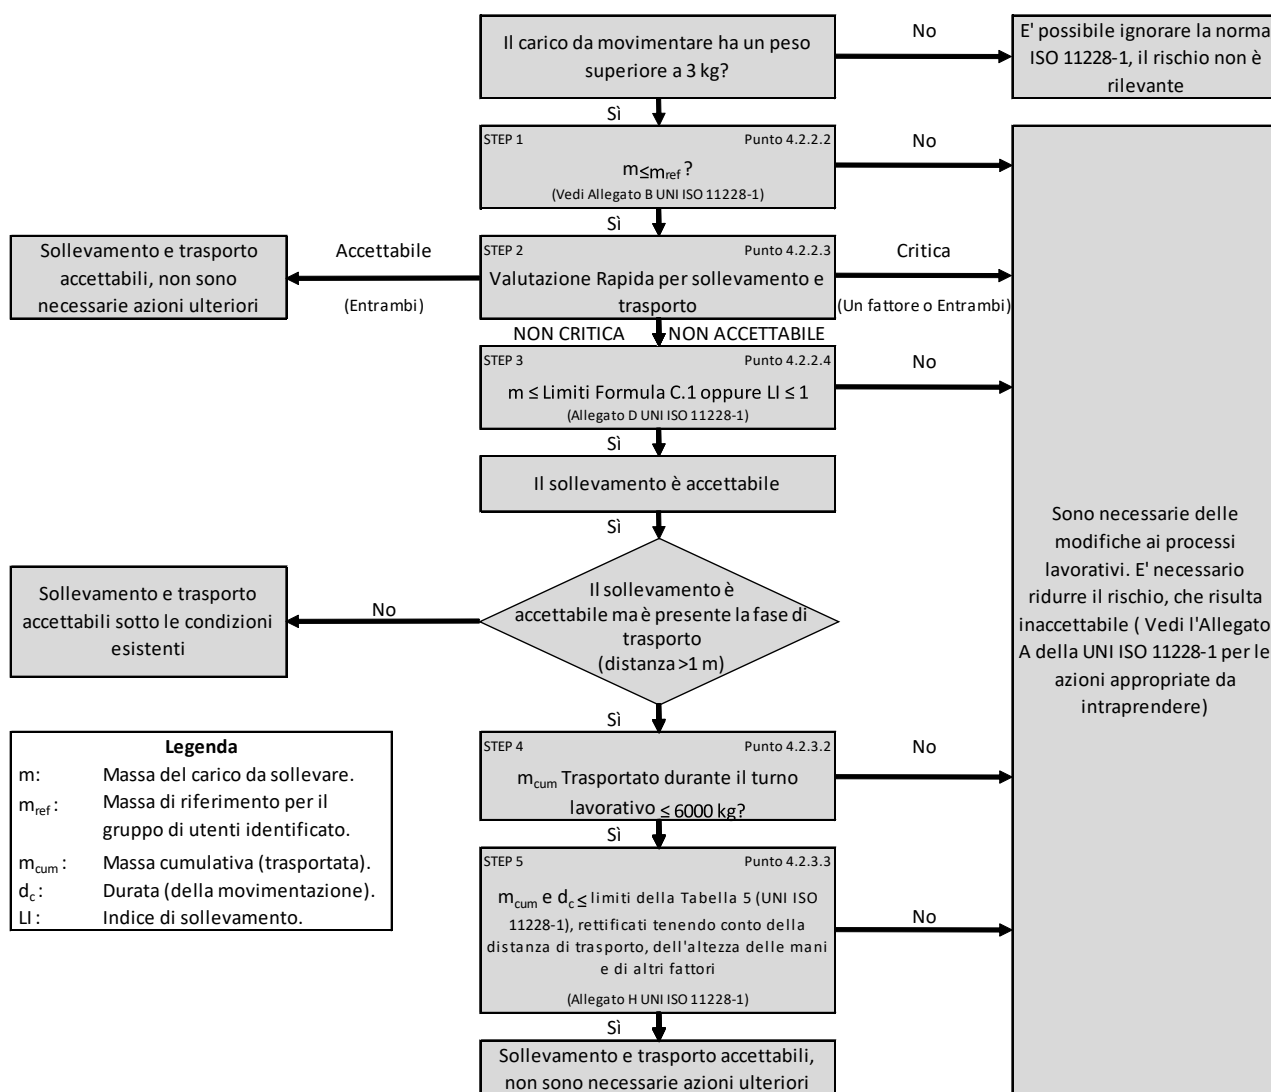 Il carico da movimentare ha un peso
superiore a 3 kg?
No
E' possibile ignorare la norma
ISO 11228-1, il rischio non è
rilevante
Sì
STEP 1 Punto 4.2.2.2
m≤mref ?
(Vedi Allegato B UNI ISO 11228-1)
No
Sì
Sollevamento e trasporto
accettabili, non sono
necessarie azioni ulteriori
Accettabile
(Entrambi)
STEP 2 Punto 4.2.2.3
Valutazione Rapida per sollevamento e
trasporto
Critica
(Un fattore o Entrambi)
NON CRITICA NON ACCETTABILE
STEP 3 Punto 4.2.2.4
m ≤ Limiti Formula C.1 oppure LI ≤ 1
(Allegato D UNI ISO 11228-1)
No
Sì
Il sollevamento è accettabile
Sì
Il sollevamento è
accettabile ma è presente la fase di
trasporto
(distanza >1 m)
No
Sollevamento e trasporto
accettabili sotto le condizioni
esistenti
Sono necessarie delle
modifiche ai processi
lavorativi. E' necessario
ridurre il rischio, che risulta
inaccettabile ( Vedi l'Allegato
A della UNI ISO 11228-1 per le
azioni appropriate da
intraprendere)
Sì
STEP 4 Punto 4.2.3.2
mcum Trasportato durante il turno
lavorativo ≤ 6000 kg?
No
Sì
STEP 5 Punto 4.2.3.3
mcum e dc ≤ limiti della Tabella 5 (UNI ISO
11228-1), rettificati tenendo conto della
distanza di trasporto, dell'altezza delle mani
e di altri fattori
(Allegato H UNI ISO 11228-1)
No
Sì
Sollevamento e trasporto accettabili,
non sono necessarie azioni ulteriori
Legenda
m: Massa del carico da sollevare.
mref : Massa di riferimento per il
gruppo di utenti identificato.
mcum : Massa cumulativa (trasportata).
dc : Durata (della movimentazione).
LI : Indice di sollevamento.